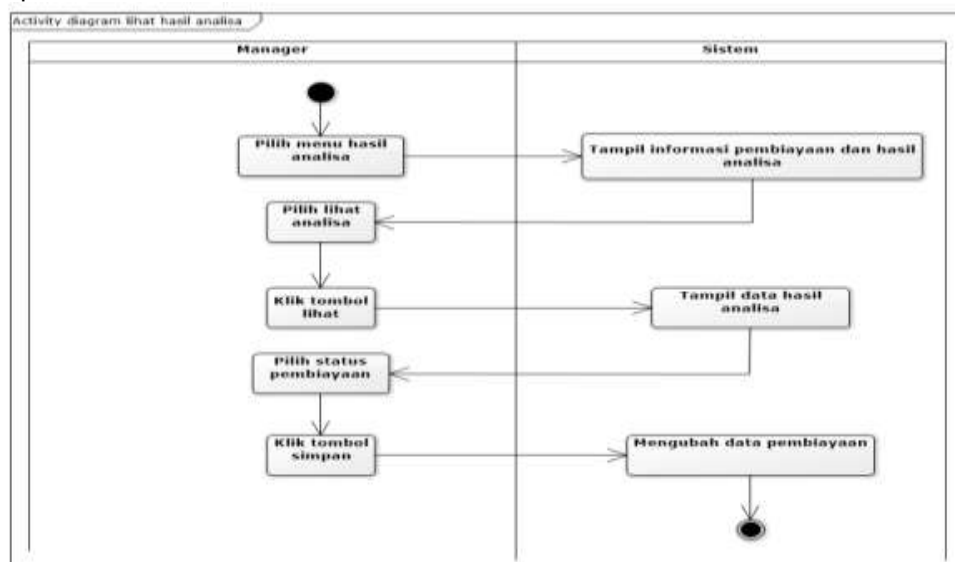 Activity diagram lihat hasil analisa
Manager
Sistem
Pilih menu hasil
analisa
Tampil informasi pembiayaan dan hasil
analisa
Pilih lihat
analisa
Klik tombol
lihat
Tampil data hasil
analisa
Pilih status
pembiayaan
Klik tombol
simpan
Mengubah data pembiayaan